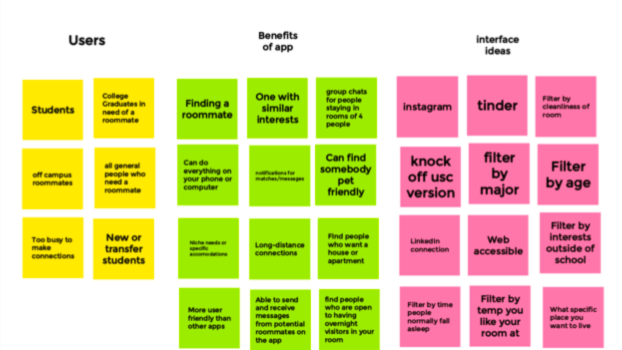 Users
Benefits
of app
interface
ideas
Students
College
Graduates in
need of a
roommate
off campus
roommates
all general
people who
need a
roommate
Too busy to
make
connections
New or
transfer
students
Finding a
roommate
One with
similar
interests
group chats
for people
staying in
rooms of 4
people
Can do
everything on
your phone or
computer
notifications for
matches/messages
Can find
somebody
pet
friendly
Niche needs or
specific
accomodations
Long-distance
connections
Find people
who want a
house or
apartment
More user
friendly than
other apps
Able to send
and receive
messages
from potential
roommates on
the app
find people
who are open
to having
overnight
visitors in your
room
instagram
tinder
Filter by
cleanliness of
room
knock
off usc
version
filter
by
major
Filter
by age
LinkedIn
connection
Web
accessible
Filter by
interests
outside of
school
Filter by time
people
normally fall
asleep
Filter by
temp you
like your
room at
What specific
place you
want to live